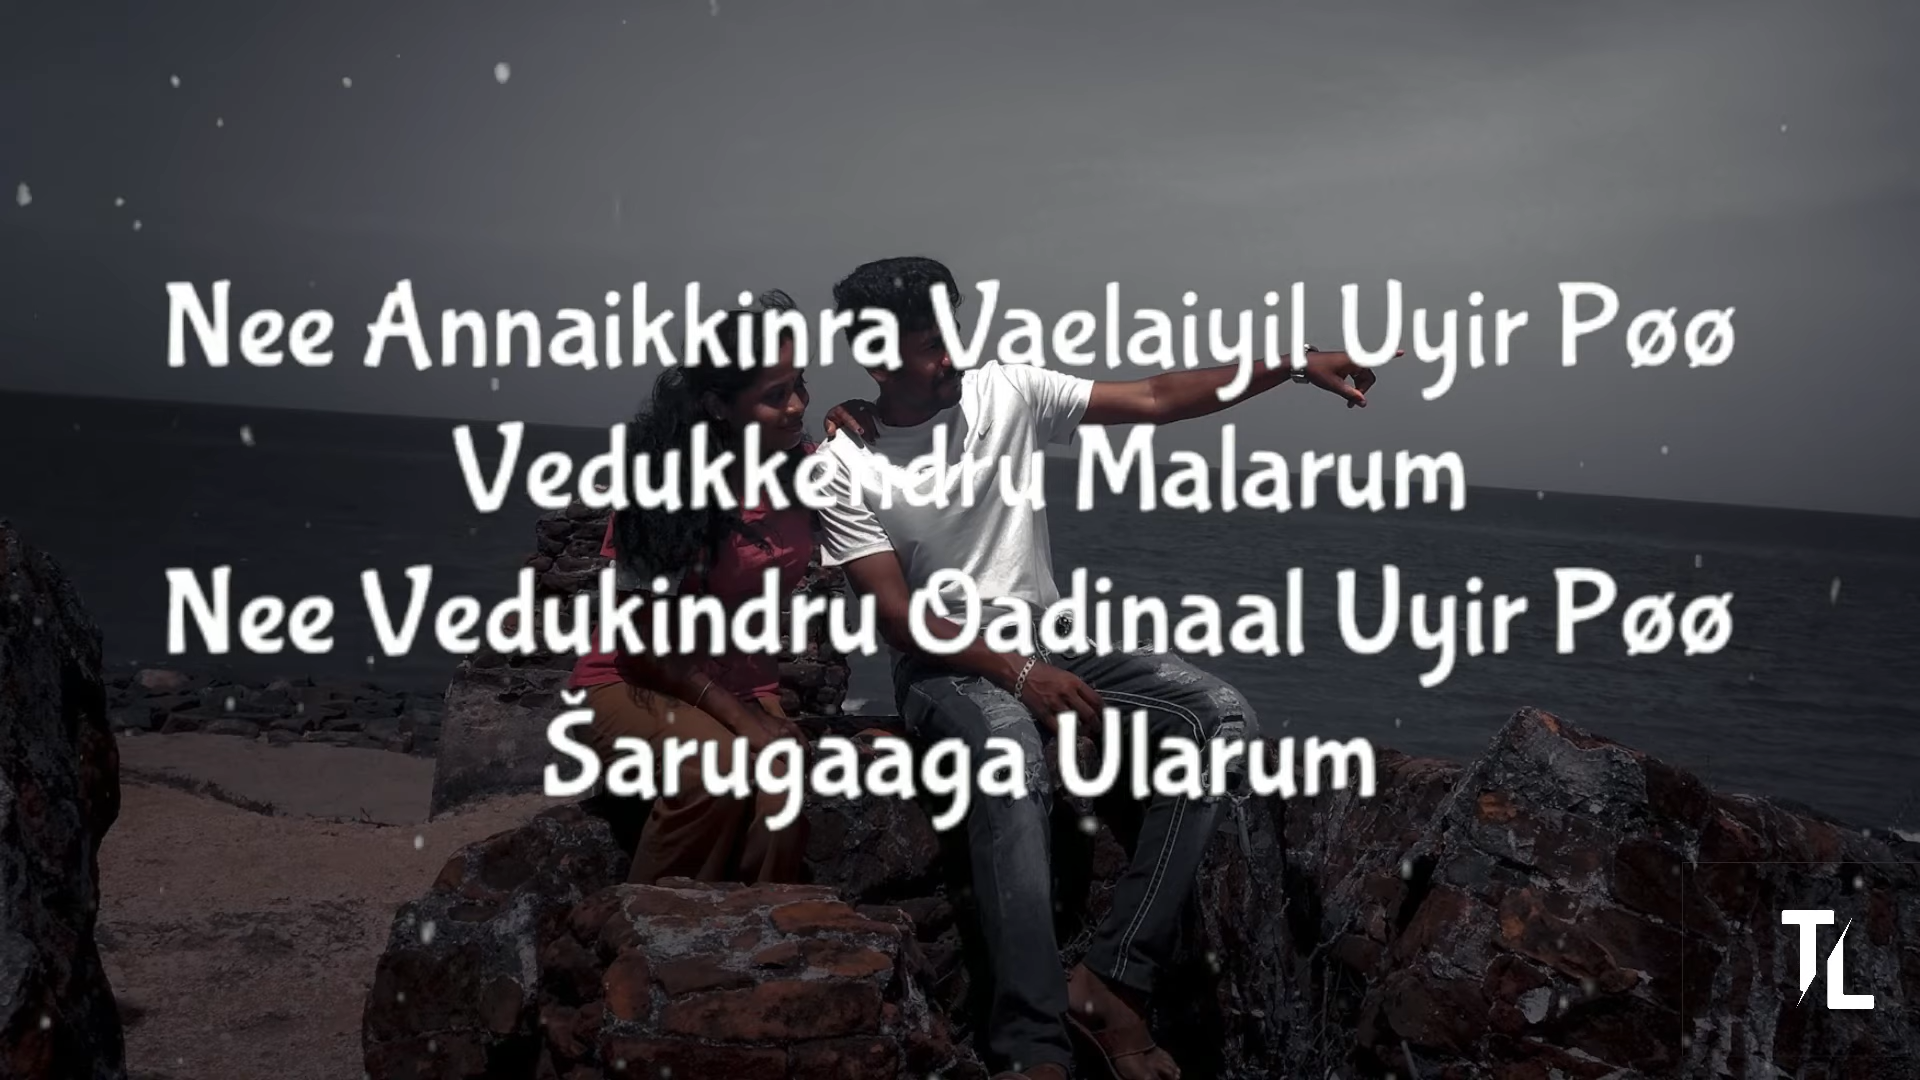 Nee Annaikkinra Vaelaiyil Uyir Pøø
Vedukkendru Malarum
Nee Vedukindru Oadinaal Uyir Pøø
Šarugaaga Ularum
TL